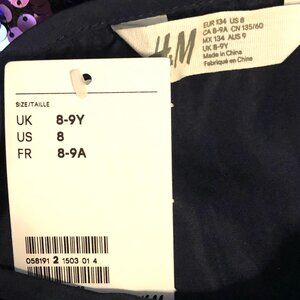 H&M
EUR 134 US 8
CA 8-9A CN 135/60
MX 134 AUS 9
UK 8-9Y
Made in China
Fabriqué en Chine
SIZE/TAILLE
UK 8-9Y
US 8
FR 8-9A
058191 2 1503 01 4